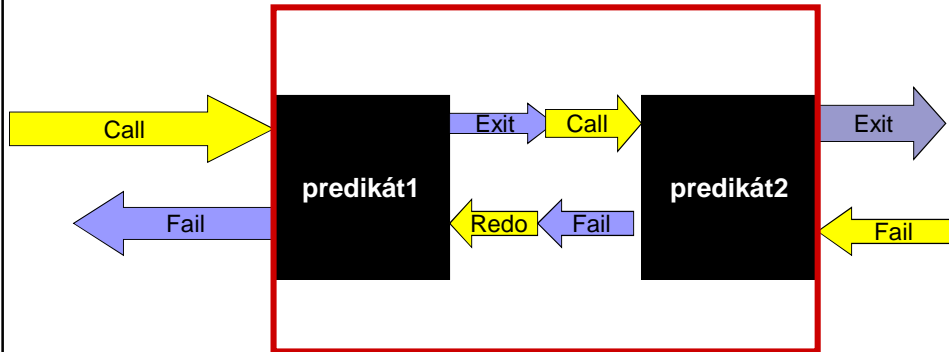 Call
Exit
Call
Exit
predikát1
predikát2
Fail
Redo
Fail
Fail